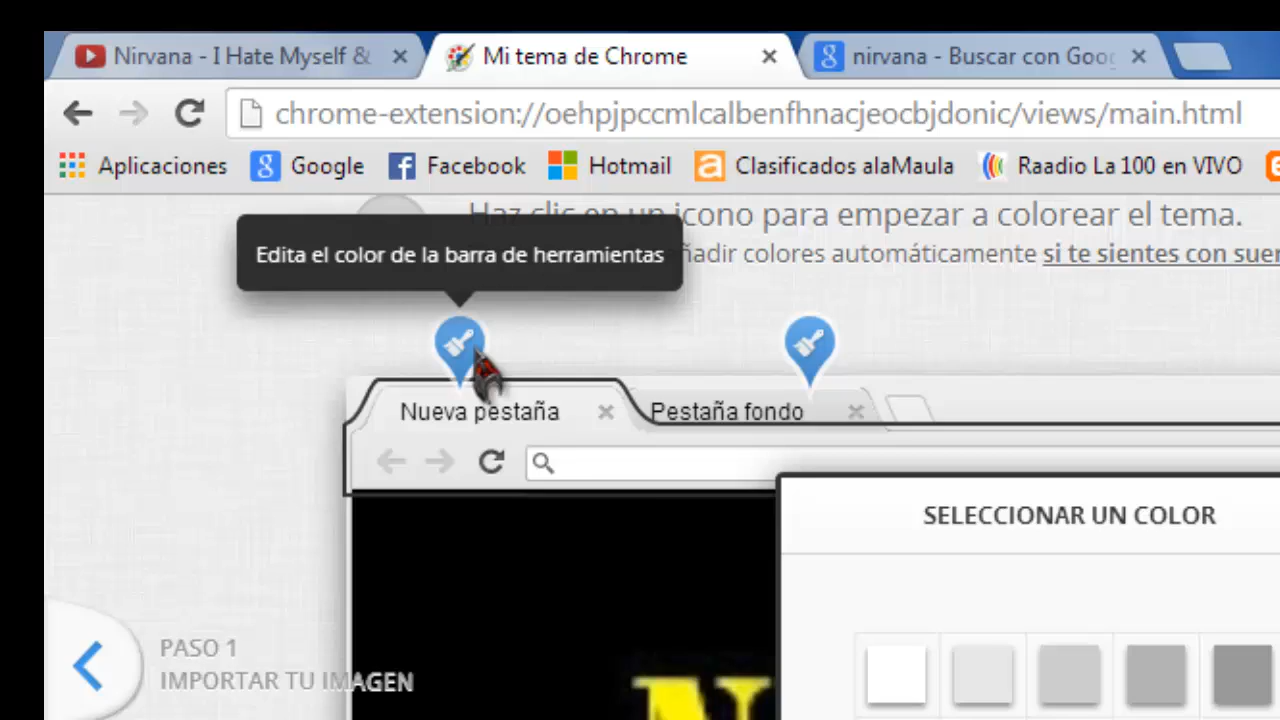 Nirvana - I Hate Myself &
Mi tema de Chrome
nirvana - Buscar con Goog
chrome-extension://oehpjpccmlcalbenfhnacjeocbjdonic/views/main.html
Aplicaciones
Google
Facebook
Hotmail
Clasificados alaMaula
Raadio La 100 en VIVO
Haz clic en un icono para empezar a colorear el tema.
colores automáticamente si te sientes con
Edita el color de la barra de herramientas
Nueva pestaña
Pestaña fondo
SELECCIONAR UN COLOR
PASO 1
IMPORTAR TU IMAGEN
N